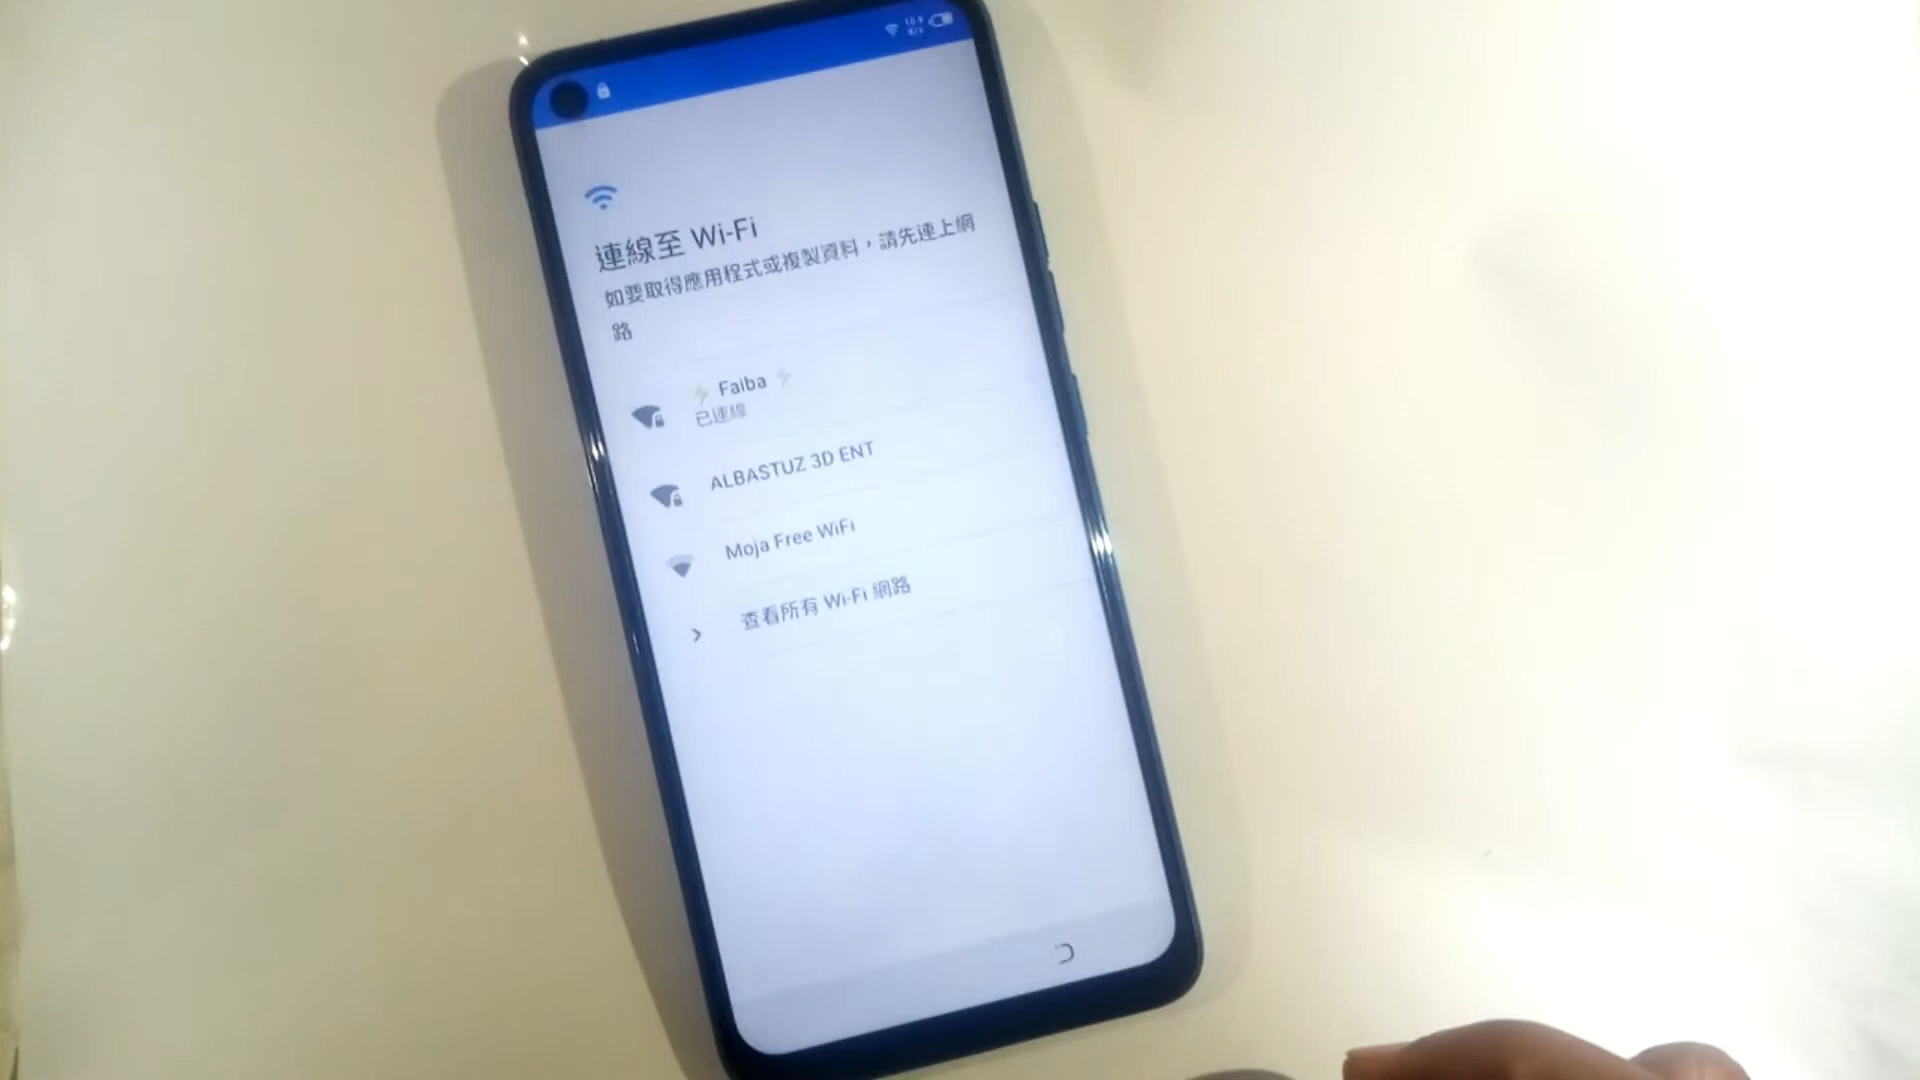 10.9
K/s
連線至 Wi-Fi
如要取得應用程式或複製資料，請先連上網
路
⚡ Faiba ⚡
已連線
ALBASTUZ 3D ENT
Moja Free WiFi
查看所有 Wi-Fi 網路